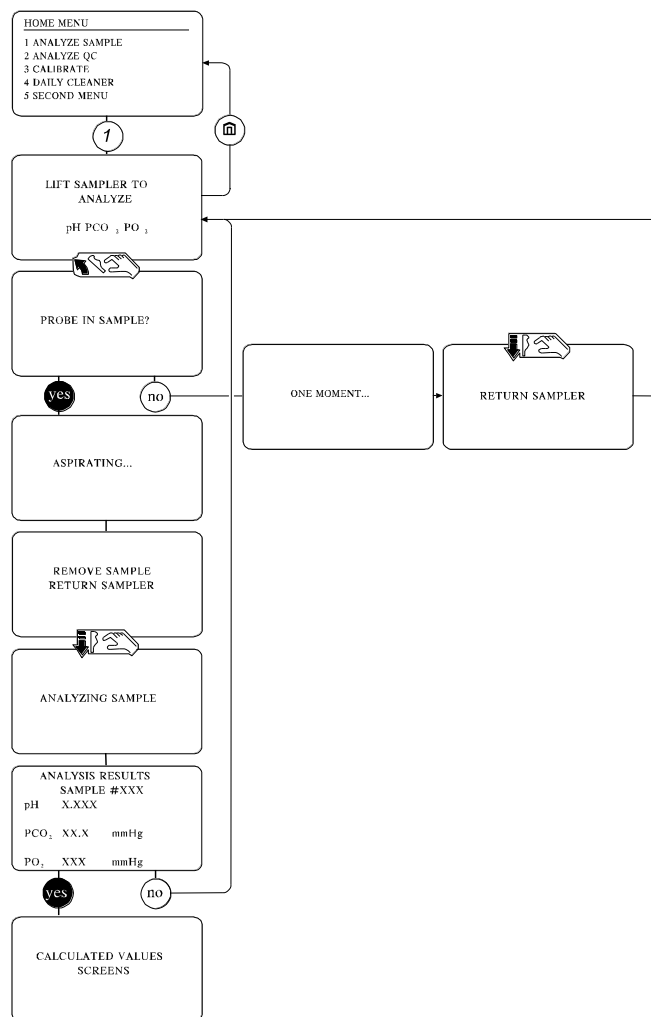 HOME MENU
1 ANALYZE SAMPLE
2 ANALYZE QC
3 CALIBRATE
4 DAILY CLEANER
5 SECOND MENU
1
LIFT SAMPLER TO
ANALYZE
pH PCO 2 PO 2
PROBE IN SAMPLE?
yes
no
ONE MOMENT...
RETURN SAMPLER
ASPIRATING...
REMOVE SAMPLE
RETURN SAMPLER
ANALYZING SAMPLE
ANALYSIS RESULTS
SAMPLE #XXX
pH X.XXX
PCO2 XX.X mmHg
PO2 XXX mmHg
yes
no
CALCULATED VALUES
SCREENS